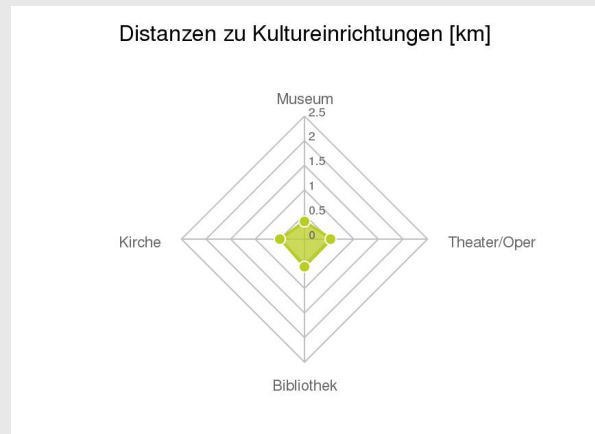 Distanzen zu Kultureinrichtungen [km]
Museum
2.5
2
1.5
1
0.5
0
Kirche
Theater/Oper
Bibliothek